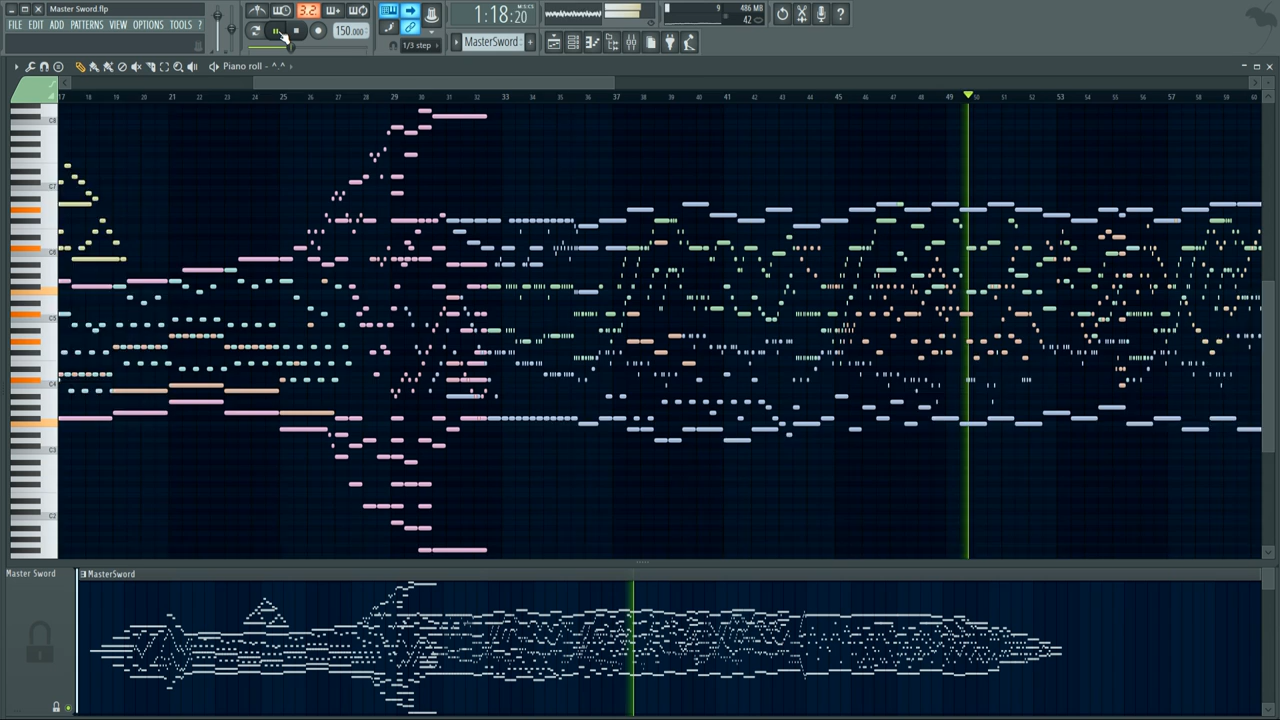 Master Sword.flp
FILE EDIT ADD PATTERNS VIEW OPTIONS TOOLS ?
3.2.
150.000
1/3 step
M:S:CS
1:18:20
MasterSword
9
486 MB
42
Piano roll - ^.^
17 18 19 20 21 22 23 24 25 26 27 28 29 30 31 32 33 34 35 36 37 38 39 40 41 42 43 44 45 46 47 48 49 50 51 52 53 54 55 56 57 58 59 60
C8
C7
C6
C5
C4
C3
C2
Master Sword
MasterSword